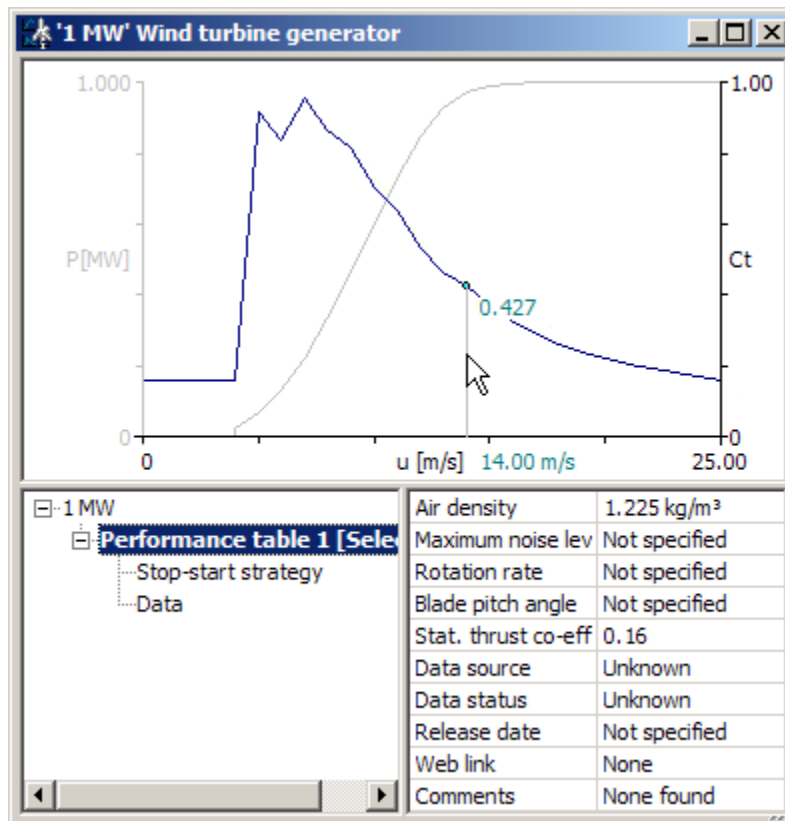 '1 MW' Wind turbine generator
1.000
1.00
P[MW]
Ct
0.427
0
0
0
u [m/s]
14.00 m/s
25.00
1 MW
Performance table 1 [Selec
Stop-start strategy
Data
Air density 1.225 kg/m³
Maximum noise lev Not specified
Rotation rate Not specified
Blade pitch angle Not specified
Stat. thrust co-eff 0.16
Data source Unknown
Data status Unknown
Release date Not specified
Web link None
Comments None found